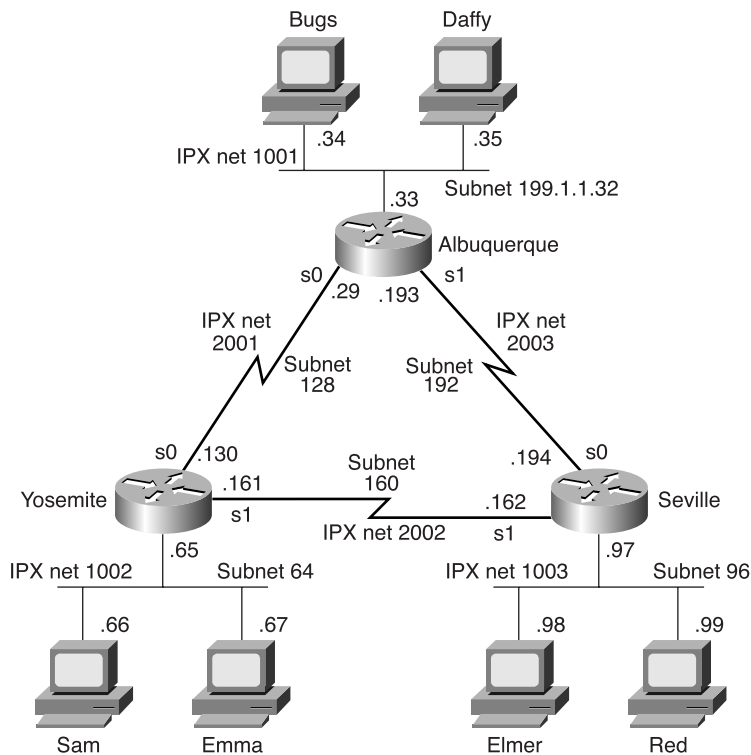 Bugs
Daffy
.34
.35
IPX net 1001
Subnet 199.1.1.32
.33
Albuquerque
s0
.29
.193
s1
IPX net
2001
IPX net
2003
Subnet
128
Subnet
192
s0
.130
.194
s0
Yosemite
.161
s1
Subnet
160
IPX net 2002
.162
s1
Seville
.65
.97
IPX net 1002
Subnet 64
IPX net 1003
Subnet 96
.66
.67
.98
.99
Sam
Emma
Elmer
Red